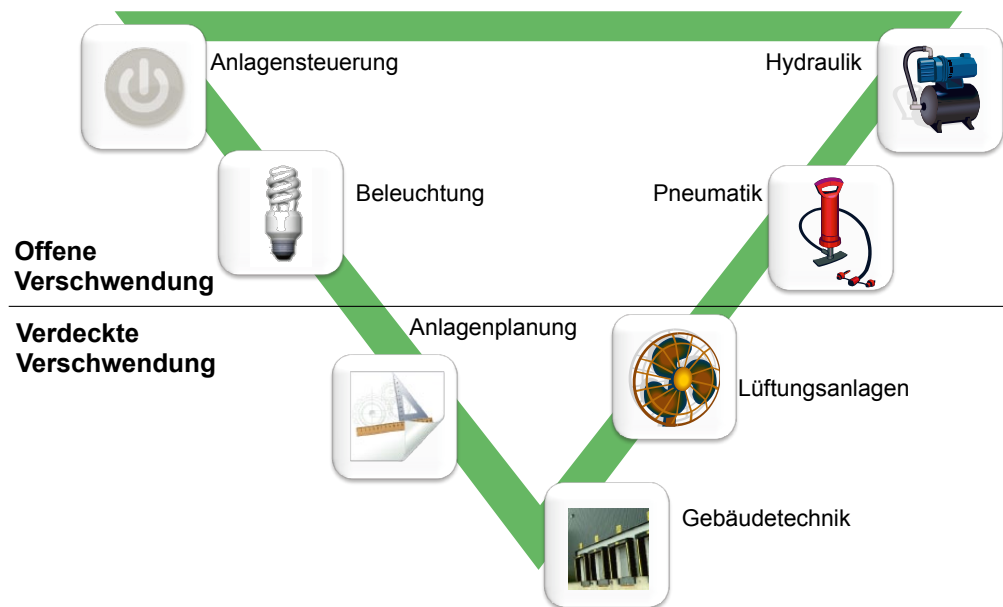 Anlagensteuerung
Hydraulik
Beleuchtung
Pneumatik
Offene
Verschwendung
Verdeckte
Verschwendung
Anlagenplanung
Lüftungsanlagen
Gebäudetechnik